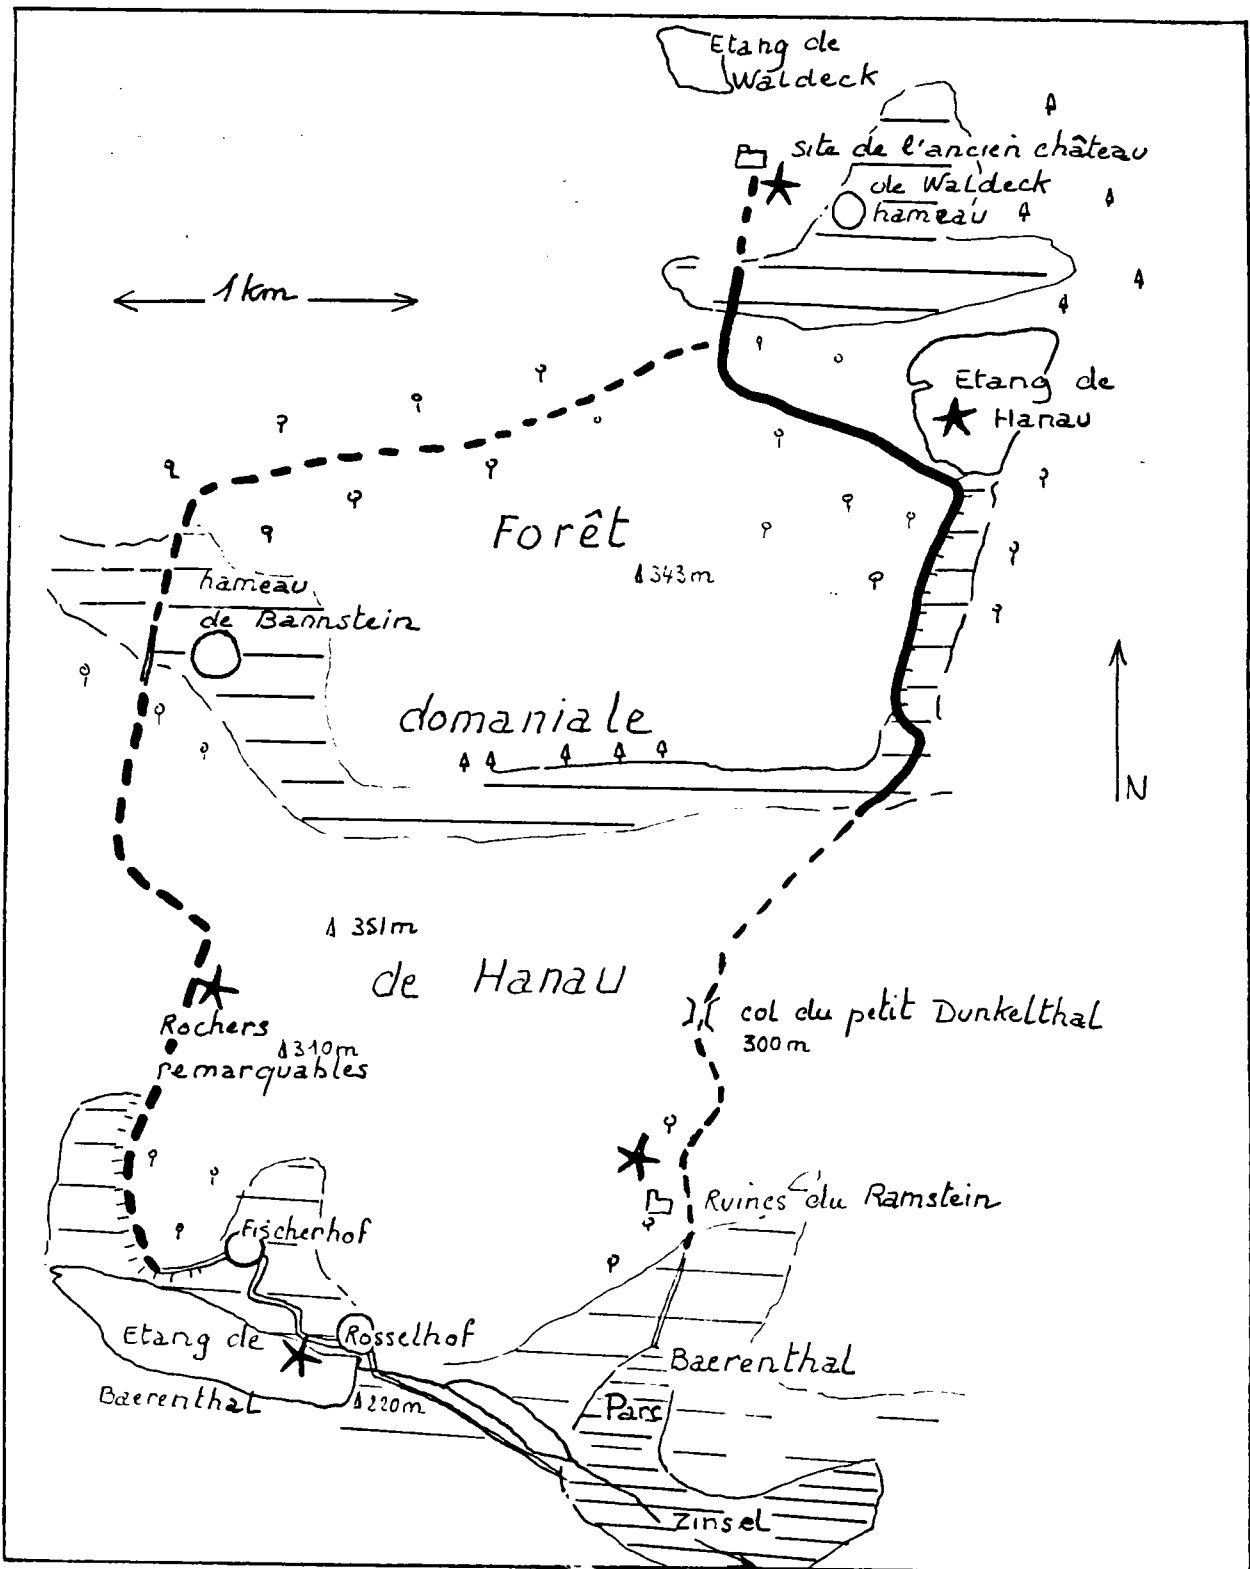 Etang de
Waldeck
site de l'ancien château
de Waldeck
hameau
1 km
Etang de
Hanau
Forêt
343m
hameau
de Bannstein
domaniale
N
351m
de Hanau
col du petit Dunkelthal
300m
Rochers
310m
remarquables
Ruines du Ramstein
Fischerhof
Etang de
Rosselhof
Baerenthal
Baerenthal
220m
Parc
Zinsel